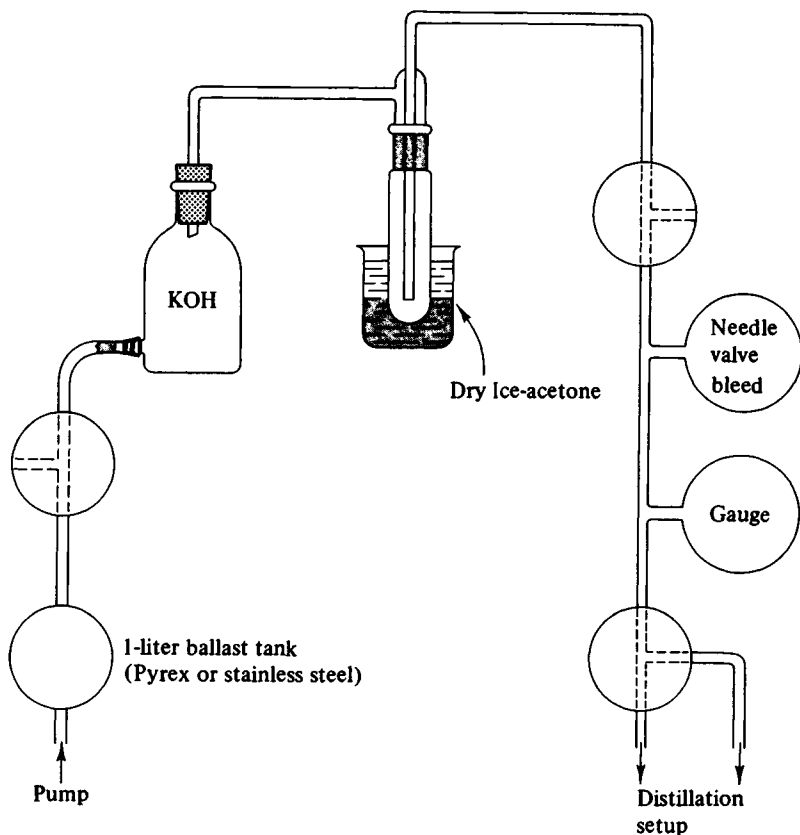 KOH
Dry Ice-acetone
Needle
valve
bleed
Gauge
1-liter ballast tank
(Pyrex or stainless steel)
Pump
Distillation
setup